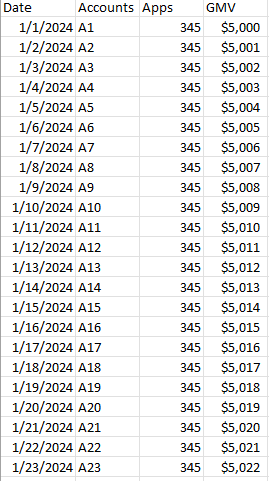 Date Accounts Apps GMV
1/1/2024 A1 345 $5,000
1/2/2024 A2 345 $5,001
1/3/2024 A3 345 $5,002
1/4/2024 A4 345 $5,003
1/5/2024 A5 345 $5,004
1/6/2024 A6 345 $5,005
1/7/2024 A7 345 $5,006
1/8/2024 A8 345 $5,007
1/9/2024 A9 345 $5,008
1/10/2024 A10 345 $5,009
1/11/2024 A11 345 $5,010
1/12/2024 A12 345 $5,011
1/13/2024 A13 345 $5,012
1/14/2024 A14 345 $5,013
1/15/2024 A15 345 $5,014
1/16/2024 A16 345 $5,015
1/17/2024 A17 345 $5,016
1/18/2024 A18 345 $5,017
1/19/2024 A19 345 $5,018
1/20/2024 A20 345 $5,019
1/21/2024 A21 345 $5,020
1/22/2024 A22 345 $5,021
1/23/2024 A23 345 $5,022